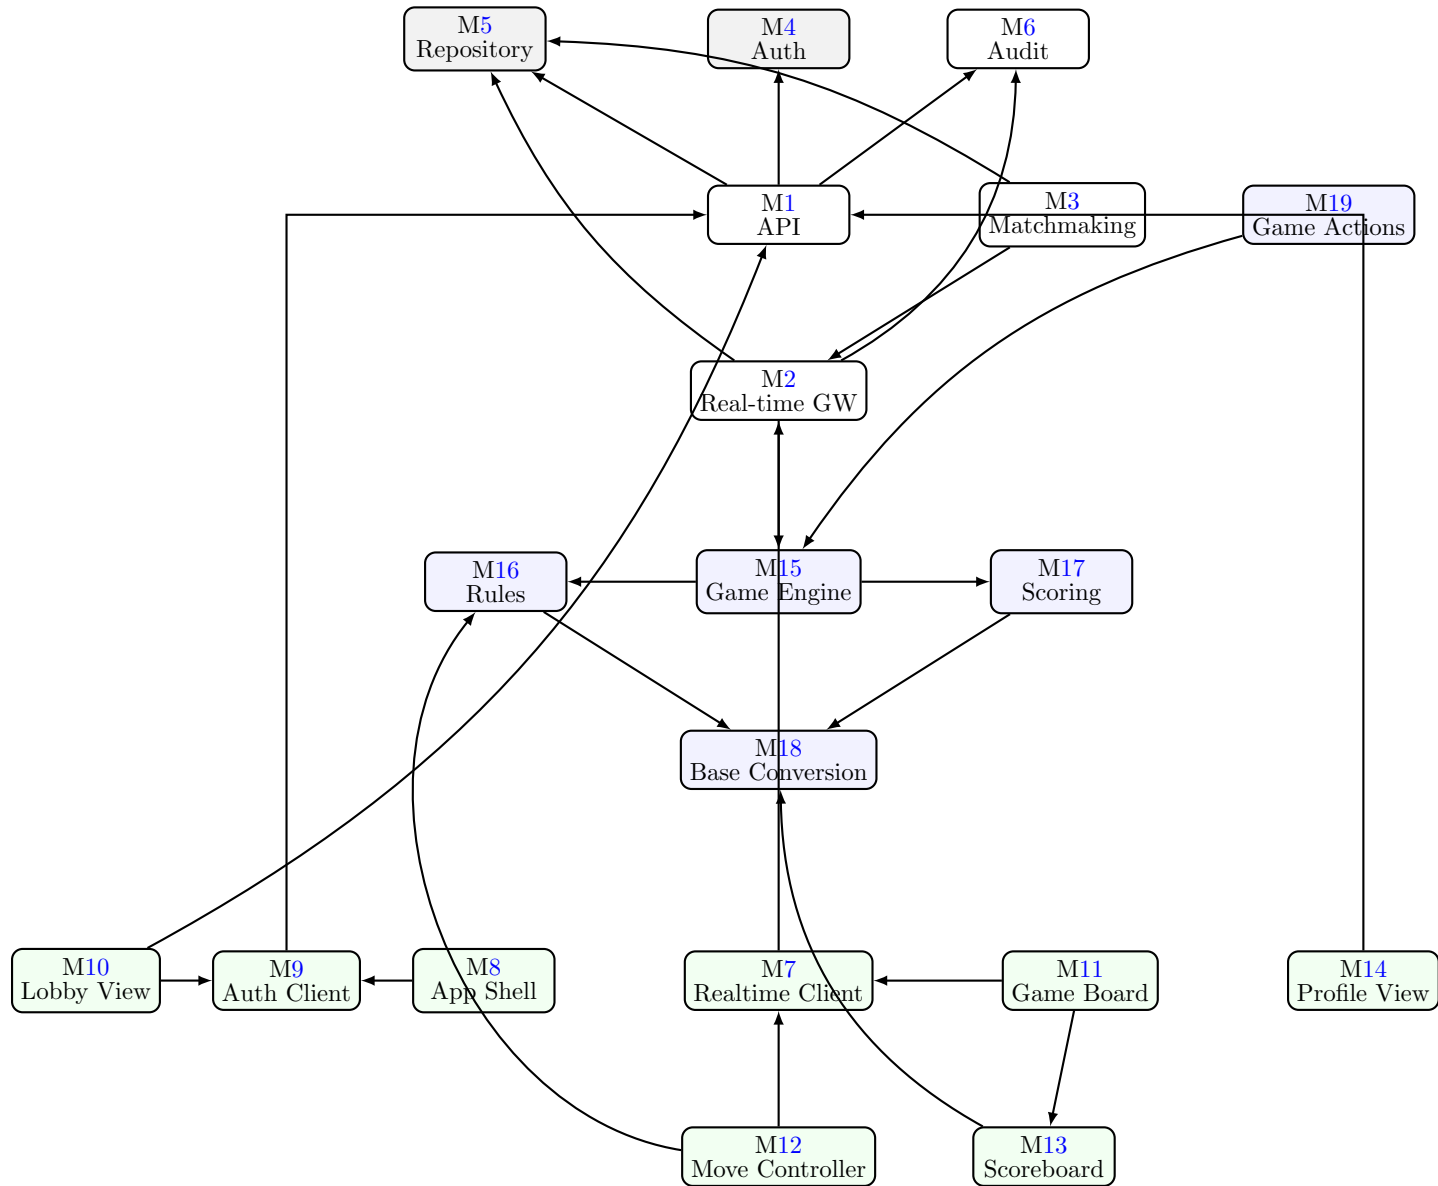 M5
Repository
M4
Auth
M6
Audit
M1
API
M3
Matchmaking
M19
Game Actions
M2
Real-time GW
M16
Rules
M15
Game Engine
M17
Scoring
M18
Base Conversion
M10
Lobby View
M9
Auth Client
M8
App Shell
M7
Realtime Client
M11
Game Board
M14
Profile View
M12
Move Controller
M13
Scoreboard